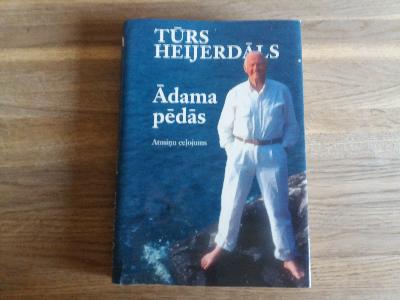 TŪRS
HEIJERDĀLS
Ādama
pēdās
Atmiņu ceļojums